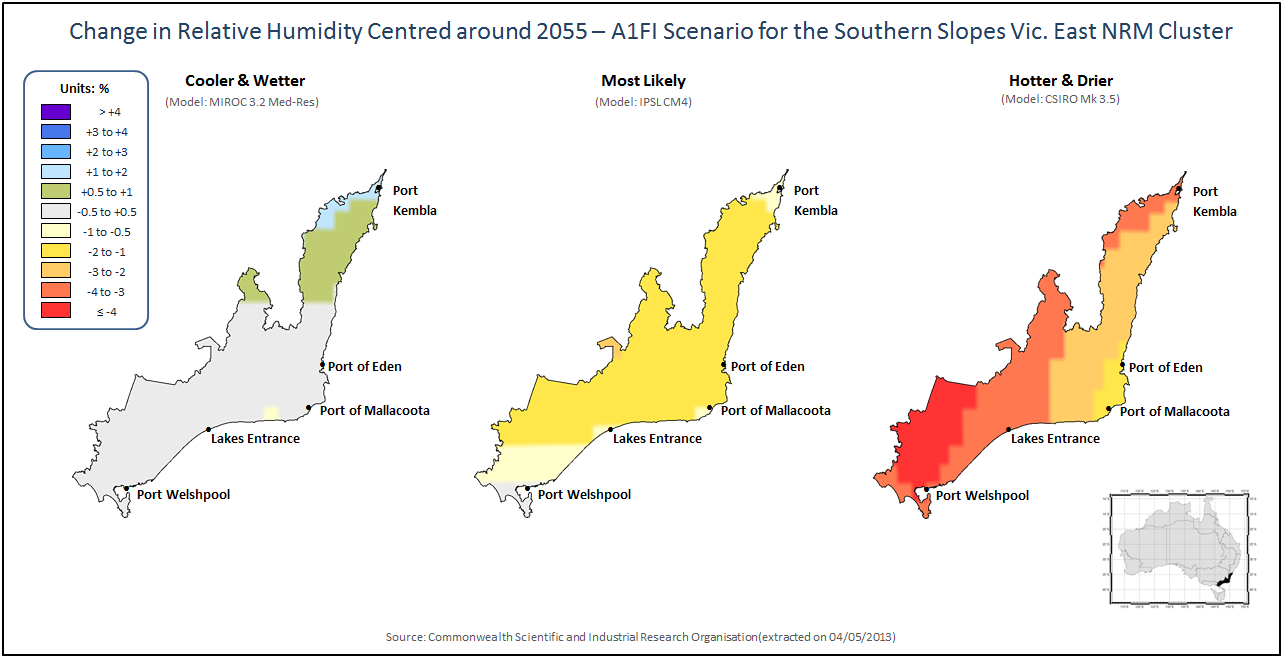 Change in Relative Humidity Centred around 2055 – A1FI Scenario for the Southern Slopes Vic. East NRM Cluster
Cooler & Wetter
(Model: MIROC 3.2 Med-Res)
Most Likely
(Model: IPSL CM4)
Hotter & Drier
(Model: CSIRO Mk 3.5)
Units: %
> +4
+3 to +4
+2 to +3
+1 to +2
+0.5 to +1
-0.5 to +0.5
-1 to -0.5
-2 to -1
-3 to -2
-4 to -3
≤ -4
Port
Kembla
Port of Eden
Port of Mallacoota
Lakes Entrance
Port Welshpool
Port
Kembla
Port of Eden
Port of Mallacoota
Lakes Entrance
Port Welshpool
Port
Kembla
Port of Eden
Port of Mallacoota
Lakes Entrance
Port Welshpool
Source: Commonwealth Scientific and Industrial Research Organisation(extracted on 04/05/2013)